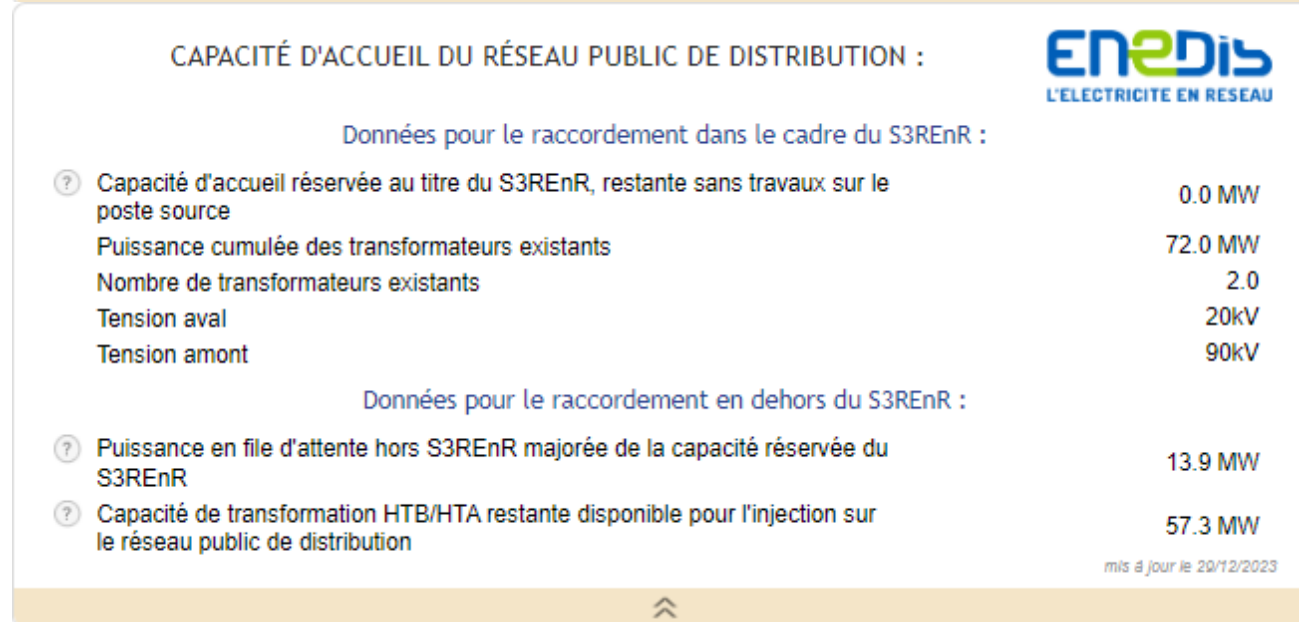 CAPACITÉ D'ACCUEIL DU RÉSEAU PUBLIC DE DISTRIBUTION :
ENEDIS
L'ELECTRICITE EN RESEAU
Données pour le raccordement dans le cadre du S3REnR :
? Capacité d'accueil réservée au titre du S3REnR, restante sans travaux sur le
poste source
0.0 MW
Puissance cumulée des transformateurs existants 72.0 MW
Nombre de transformateurs existants 2.0
Tension aval 20kV
Tension amont 90kV
Données pour le raccordement en dehors du S3REnR :
? Puissance en file d'attente hors S3REnR majorée de la capacité réservée du
S3REnR
13.9 MW
? Capacité de transformation HTB/HTA restante disponible pour l'injection sur
le réseau public de distribution
57.3 MW
mis à jour le 29/12/2023